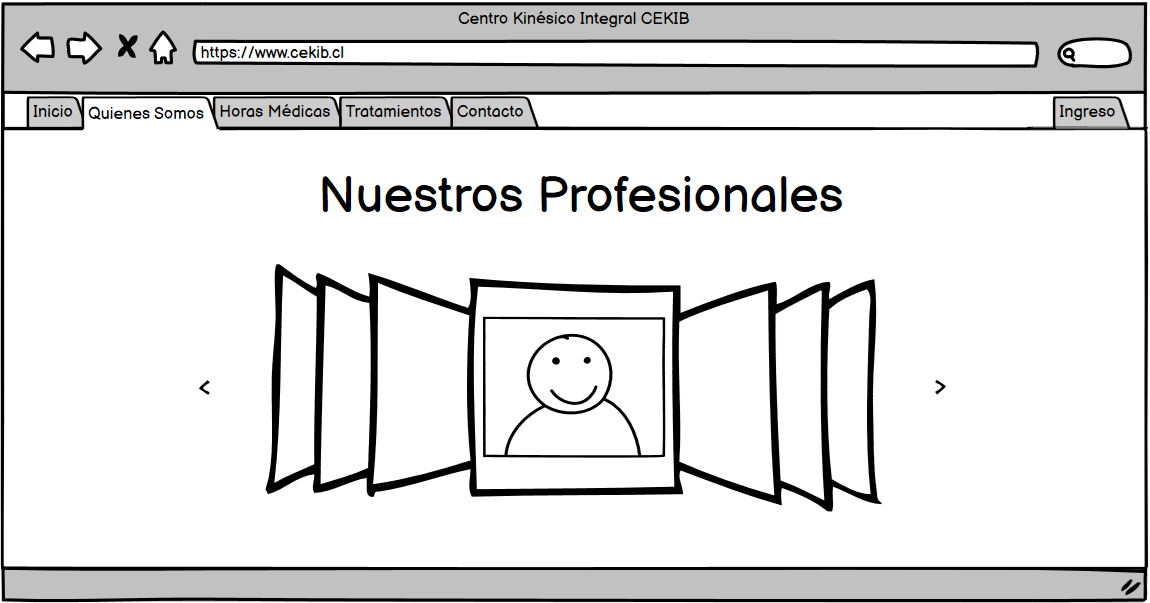 Centro Kinésico Integral CEKIB
https://www.cekib.cl
Inicio
Quienes Somos
Horas Médicas
Tratamientos
Contacto
Ingreso
Nuestros Profesionales
<
>